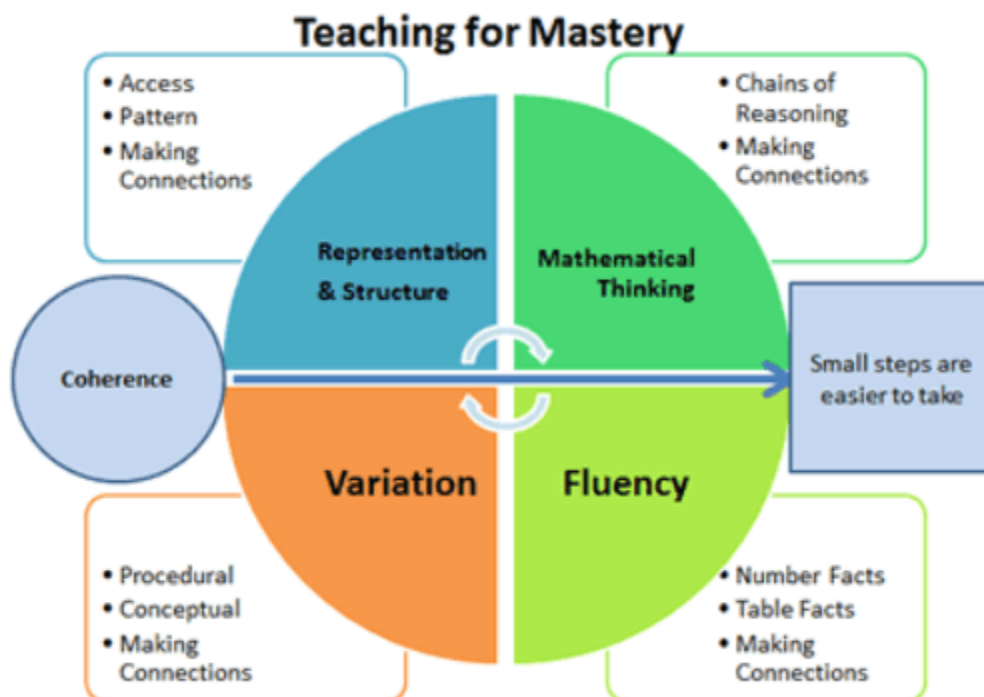 Teaching for Mastery
• Access
• Pattern
• Making
Connections
• Chains of
Reasoning
• Making
Connections
Representation
& Structure
Mathematical
Thinking
Coherence
Small steps are
easier to take
Variation
Fluency
• Procedural
• Conceptual
• Making
Connections
• Number Facts
• Table Facts
• Making
Connections